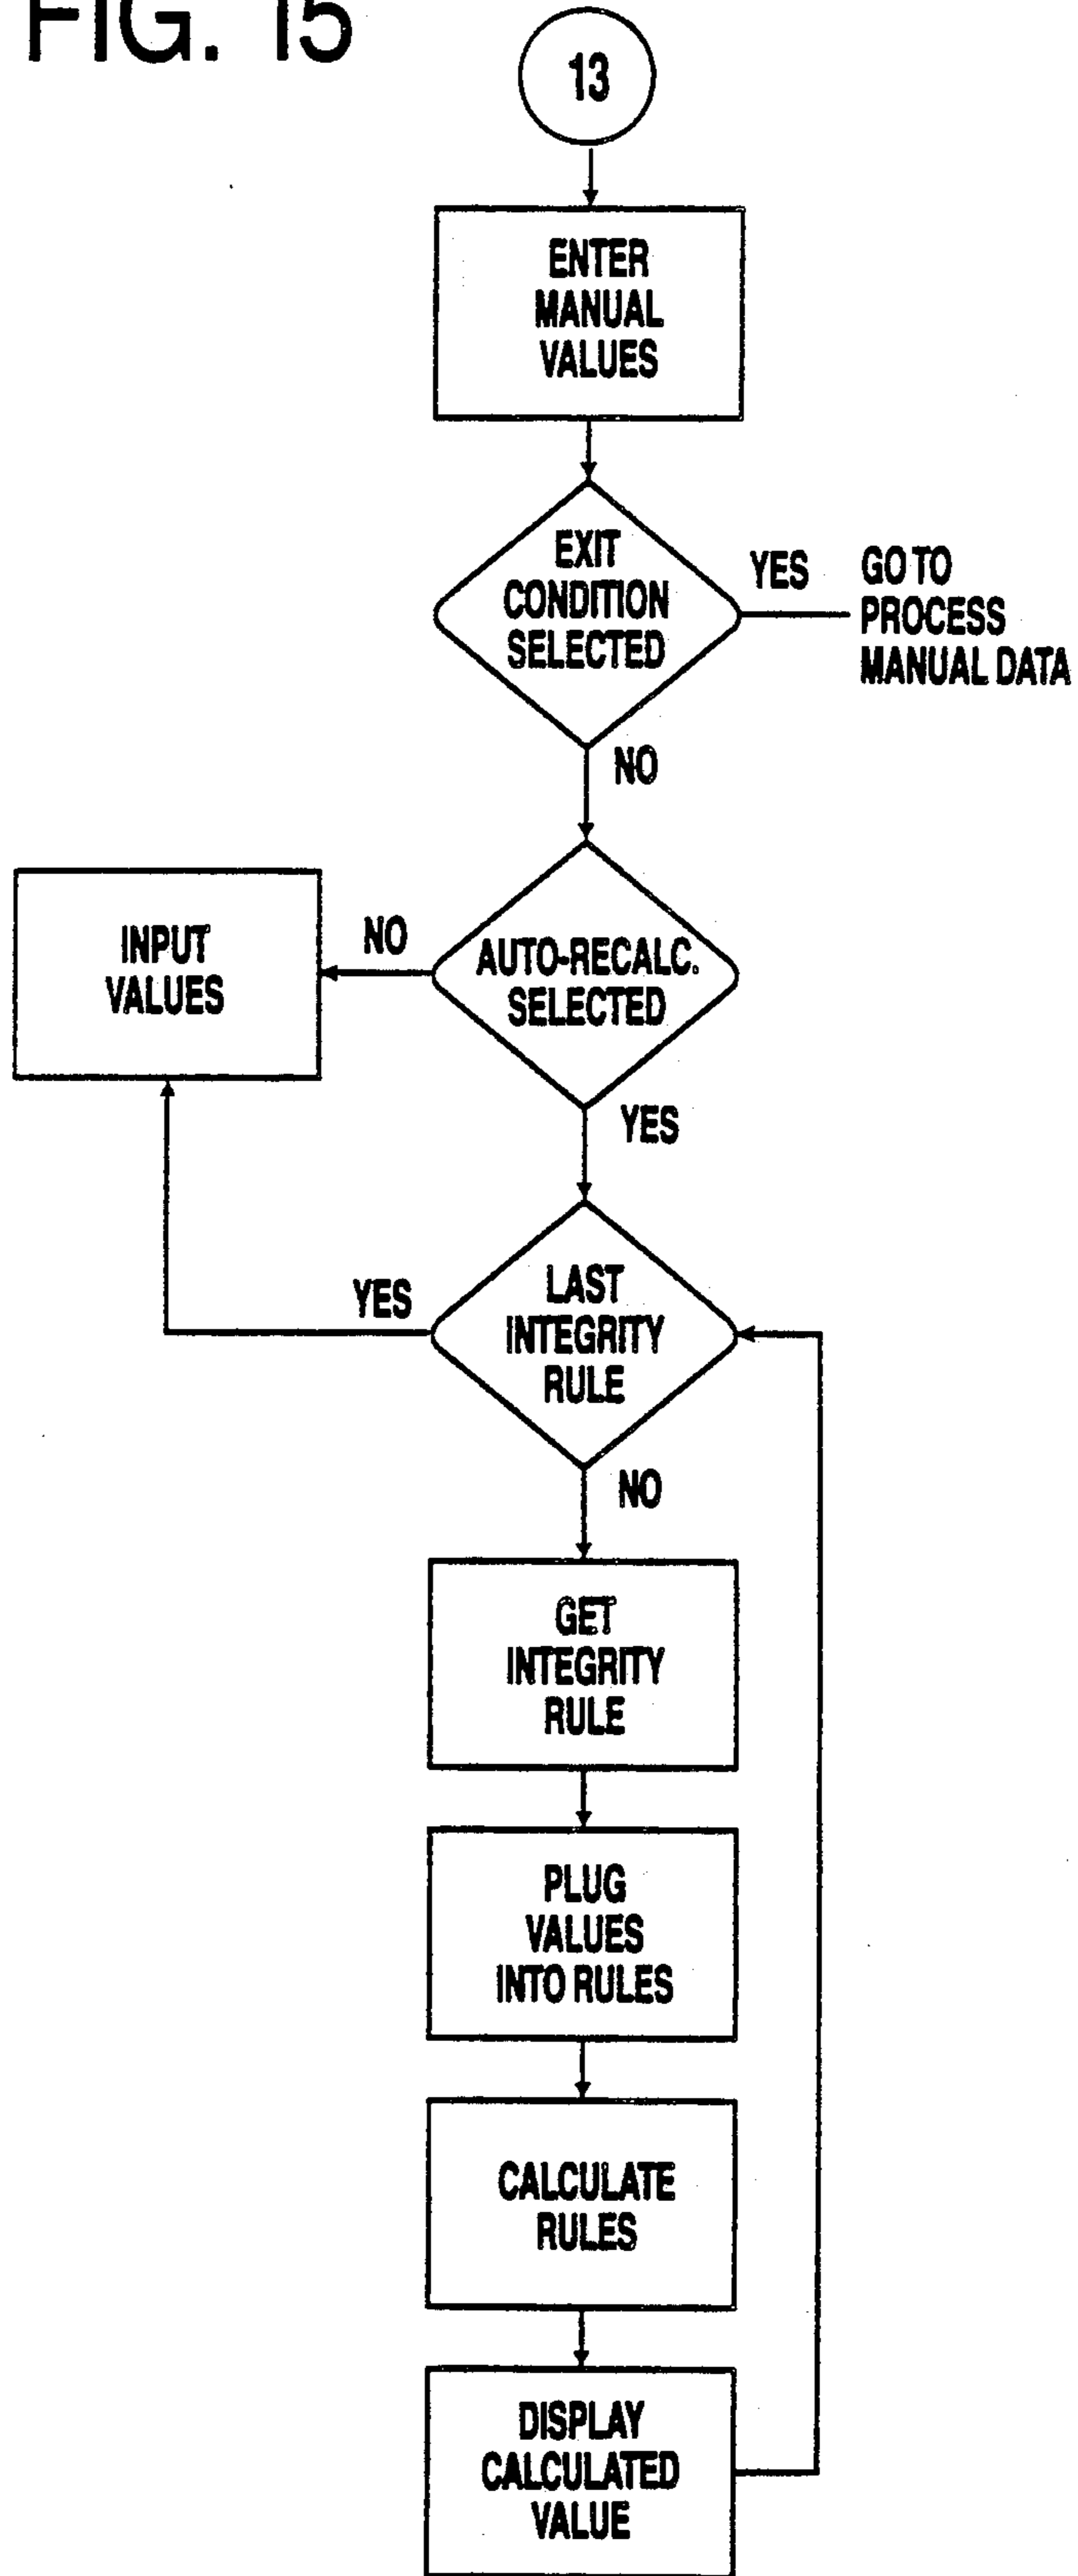 FIG. 15
13
ENTER
MANUAL
VALUES
EXIT
CONDITION
SELECTED
YES
GO TO
PROCESS
MANUAL DATA
NO
INPUT
VALUES
NO
AUTO-RECALC.
SELECTED
YES
YES
LAST
INTEGRITY
RULE
NO
GET
INTEGRITY
RULE
PLUG
VALUES
INTO RULES
CALCULATE
RULES
DISPLAY
CALCULATED
VALUE